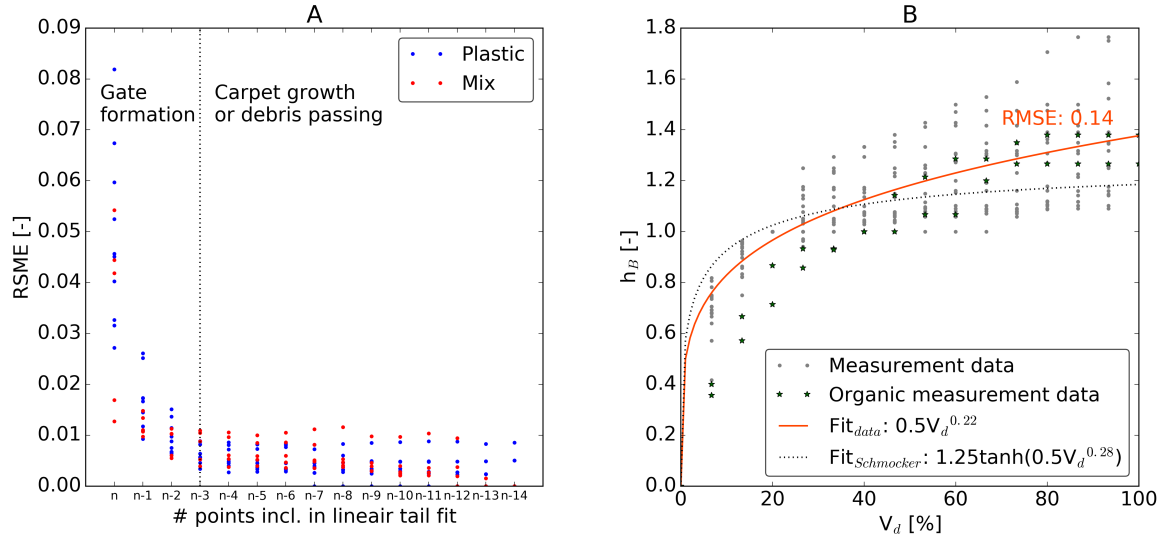 A
RSME [-]
0.09
0.08
0.07
0.06
0.05
0.04
0.03
0.02
0.01
0.00
Gate
formation
Carpet growth
or debris passing
Plastic
Mix
n n-1 n-2 n-3 n-4 n-5 n-6 n-7 n-8 n-9 n-10 n-11 n-12 n-13 n-14
# points incl. in lineair tail fit
B
h_B [-]
1.8
1.6
1.4
1.2
1.0
0.8
0.6
0.4
0.2
0.0
RMSE: 0.14
Measurement data
Organic measurement data
Fit_data: 0.5V_d^0.22
Fit_Schmocker: 1.25tanh(0.5V_d^0.28)
0 20 40 60 80 100
V_d [%]